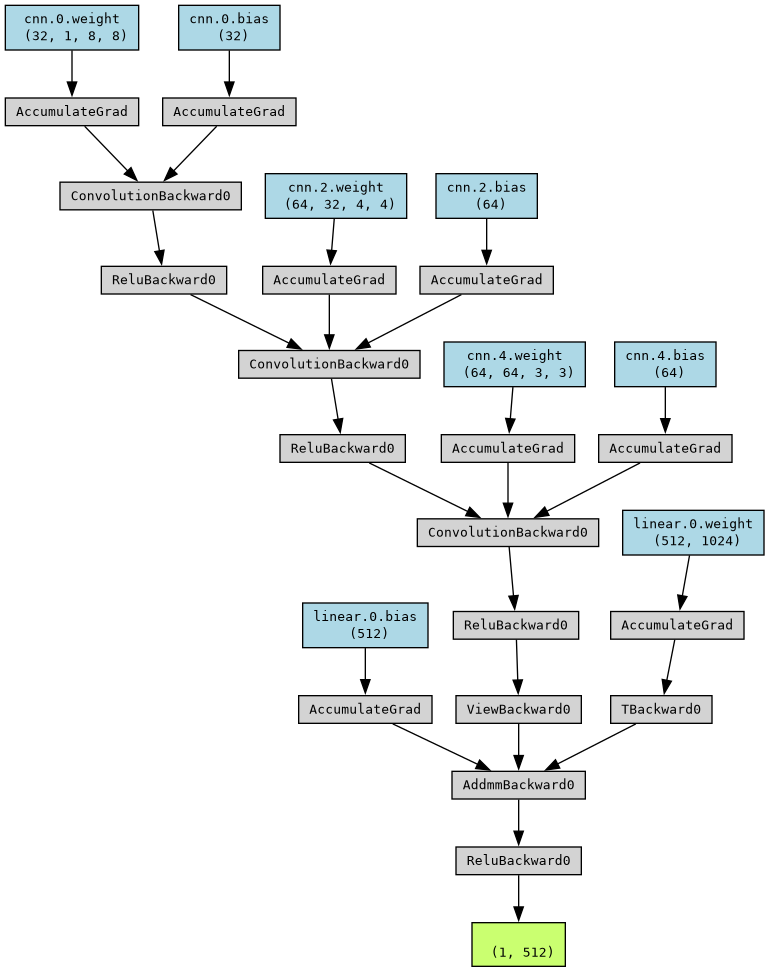 cnn.0.weight
(32, 1, 8, 8)
cnn.0.bias
(32)
AccumulateGrad
AccumulateGrad
ConvolutionBackward0
cnn.2.weight
(64, 32, 4, 4)
cnn.2.bias
(64)
ReluBackward0
AccumulateGrad
AccumulateGrad
ConvolutionBackward0
cnn.4.weight
(64, 64, 3, 3)
cnn.4.bias
(64)
ReluBackward0
AccumulateGrad
AccumulateGrad
ConvolutionBackward0
linear.0.weight
(512, 1024)
linear.0.bias
(512)
ReluBackward0
AccumulateGrad
AccumulateGrad
ViewBackward0
TBackward0
AddmmBackward0
ReluBackward0
(1, 512)